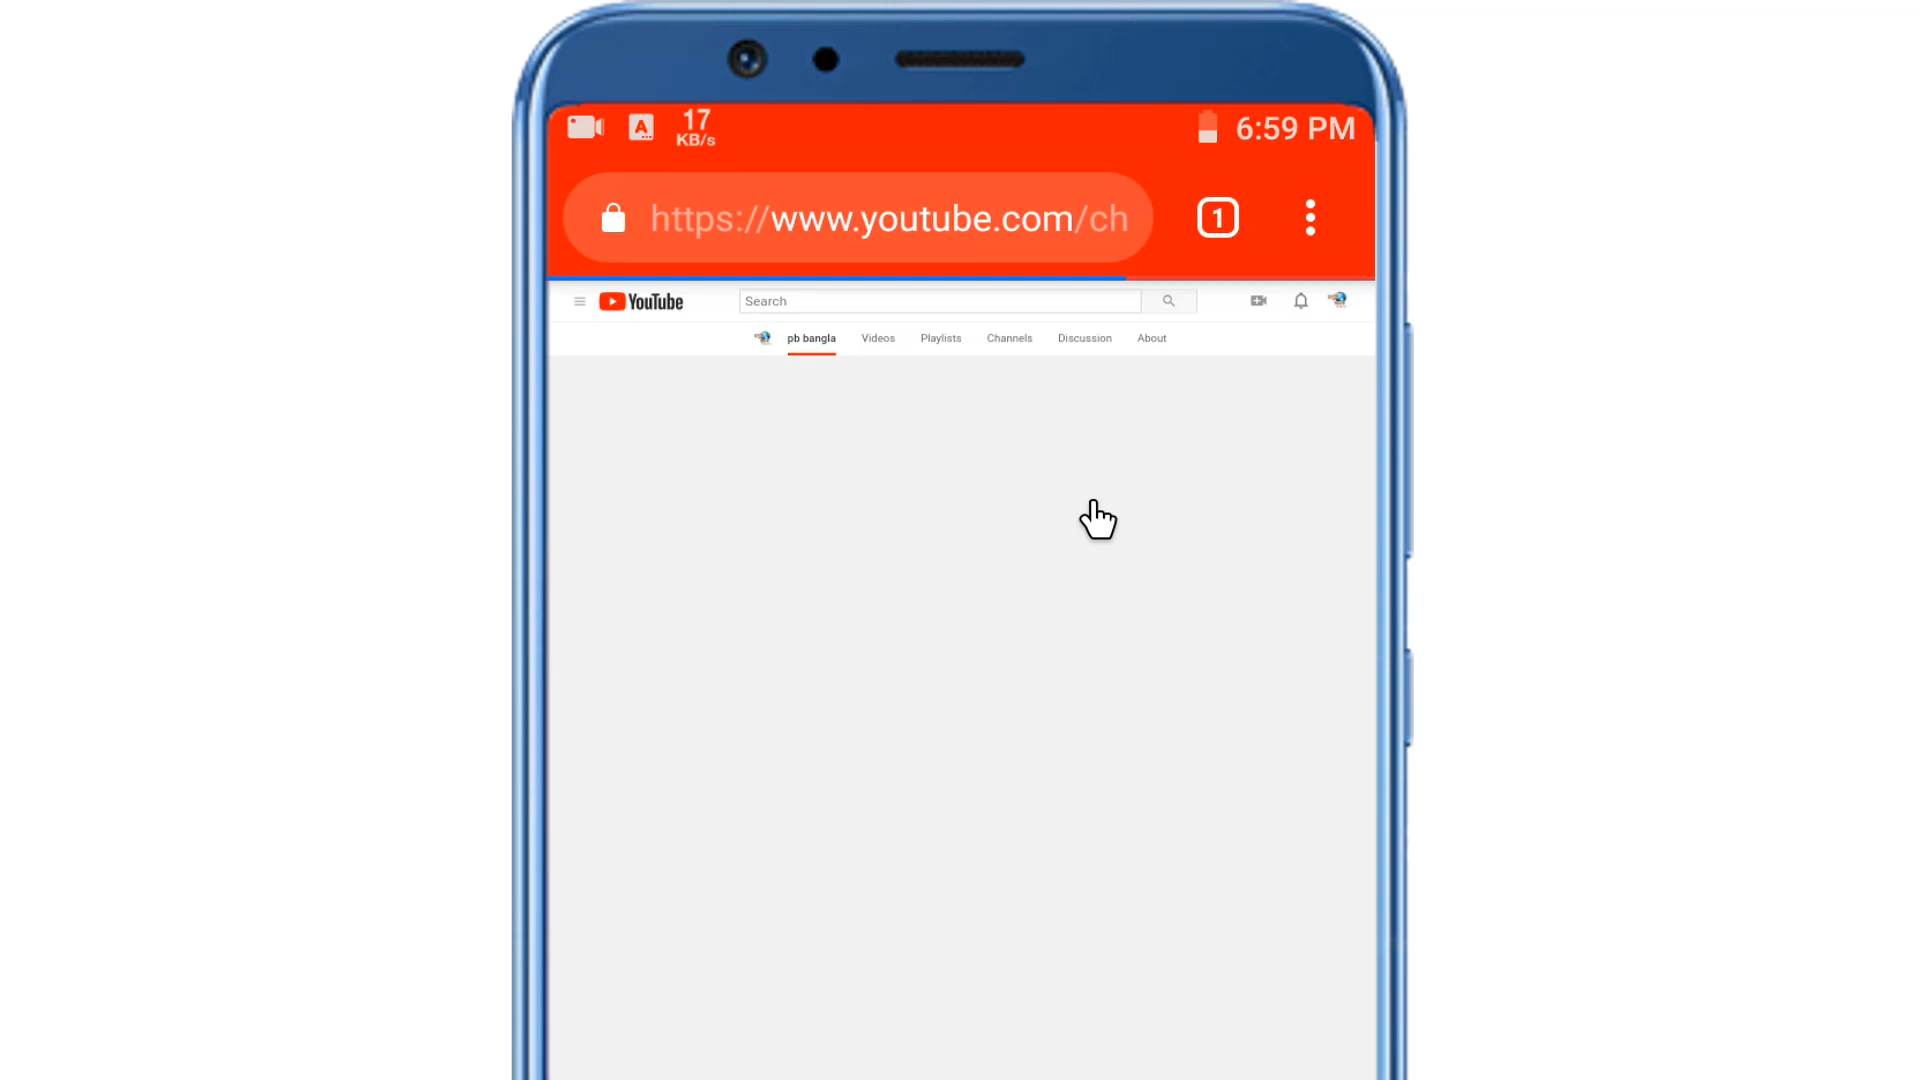 17
KB/s
6:59 PM
https://www.youtube.com/ch
1
YouTube
Search
pb bangla Videos Playlists Channels Discussion About